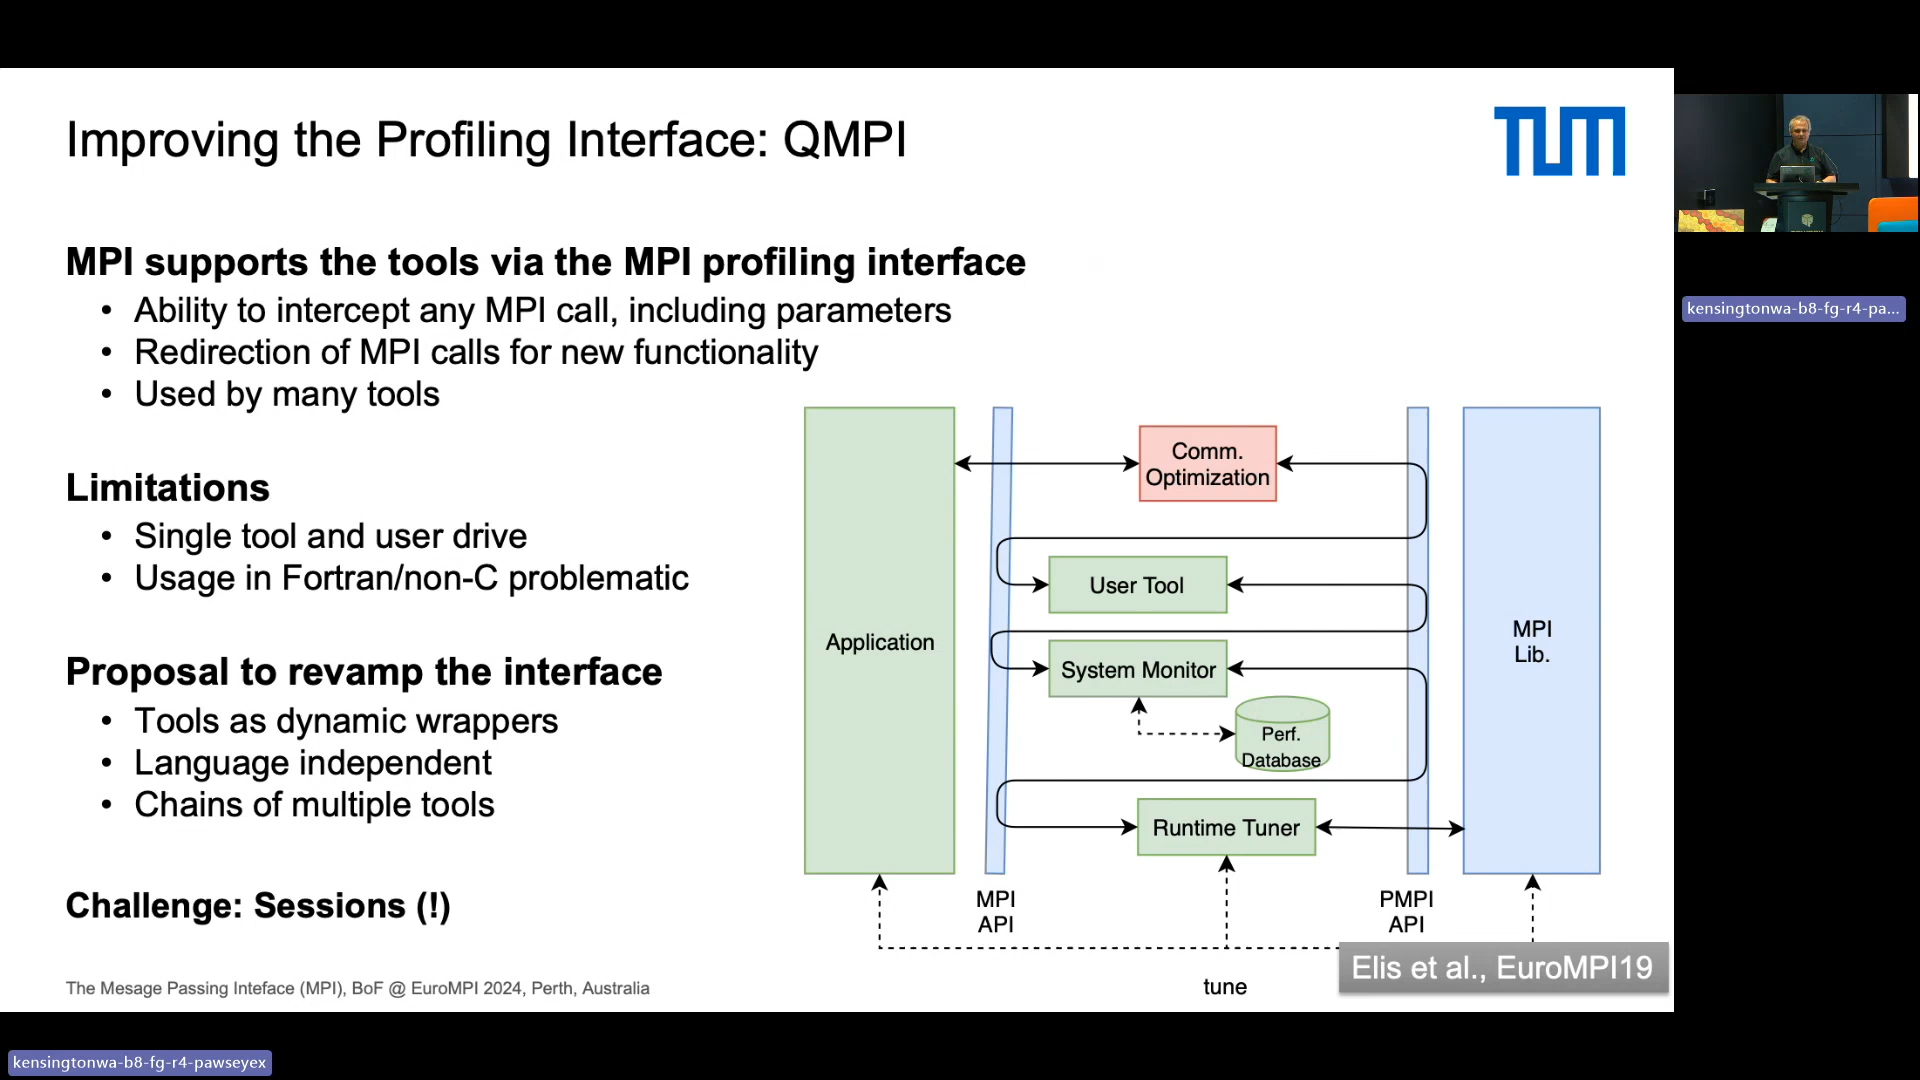 Improving the Profiling Interface: QMPI
TUM
MPI supports the tools via the MPI profiling interface
• Ability to intercept any MPI call, including parameters
• Redirection of MPI calls for new functionality
• Used by many tools
Limitations
• Single tool and user drive
• Usage in Fortran/non-C problematic
Proposal to revamp the interface
• Tools as dynamic wrappers
• Language independent
• Chains of multiple tools
Challenge: Sessions (!)
Application
Comm.
Optimization
User Tool
System Monitor
Perf.
Database
Runtime Tuner
MPI
Lib.
MPI
API
PMPI
API
tune
Elis et al., EuroMPI19
The Mesage Passing Inteface (MPI), BoF @ EuroMPI 2024, Perth, Australia
kensingtonwa-b8-fg-r4-pa...
kensingtonwa-b8-fg-r4-pawseyex